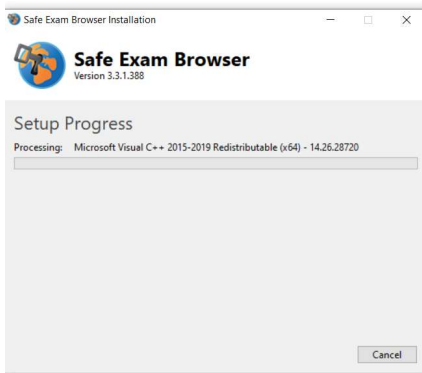 Safe Exam Browser Installation
Safe Exam Browser
Version 3.3.1.388
Setup Progress
Processing: Microsoft Visual C++ 2015-2019 Redistributable (x64) - 14.26.28720
Cancel